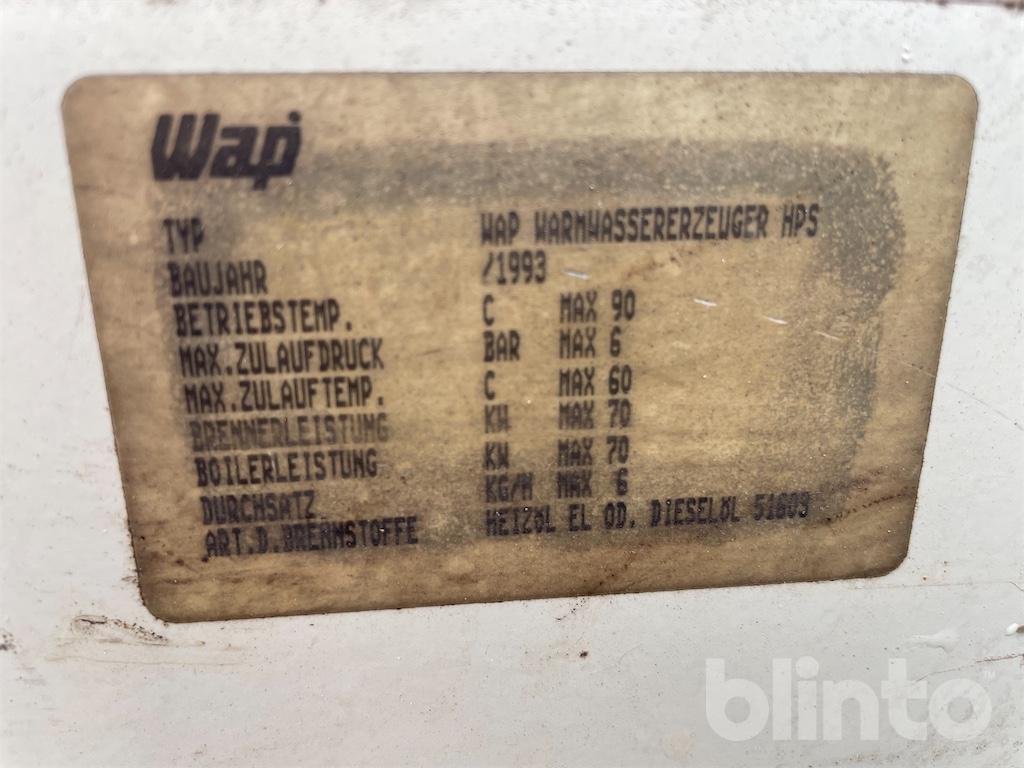 Wap
TYP WAP WARMWASSERERZEUGER HPS
BAUJAHR /1993
BETRIEBSTEMP. C MAX 90
MAX.ZULAUFDRUCK BAR MAX 6
MAX.ZULAUFTEMP. C MAX 60
BRENNERLEISTUNG KW MAX 70
BOILERLEISTUNG KW MAX 70
DURCHSATZ KG/H MAX 6
ART.D.BRENNSTOFFE HEIZÖL EL OD. DIESELÖL 51603
blinto